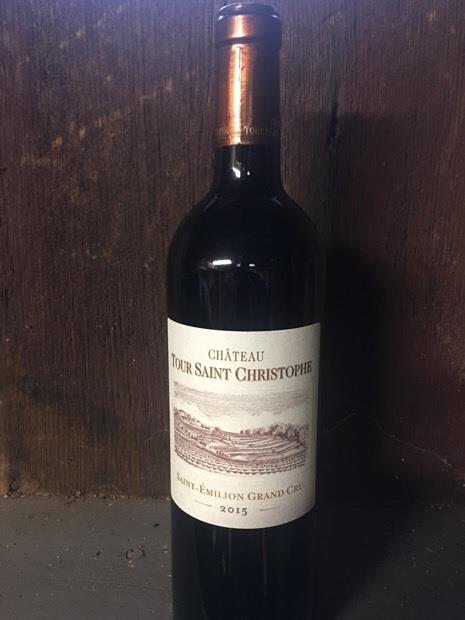 CHÂTEAU
TOUR SAINT CHRISTOPHE
SAINT-ÉMILION GRAND CRU
2015